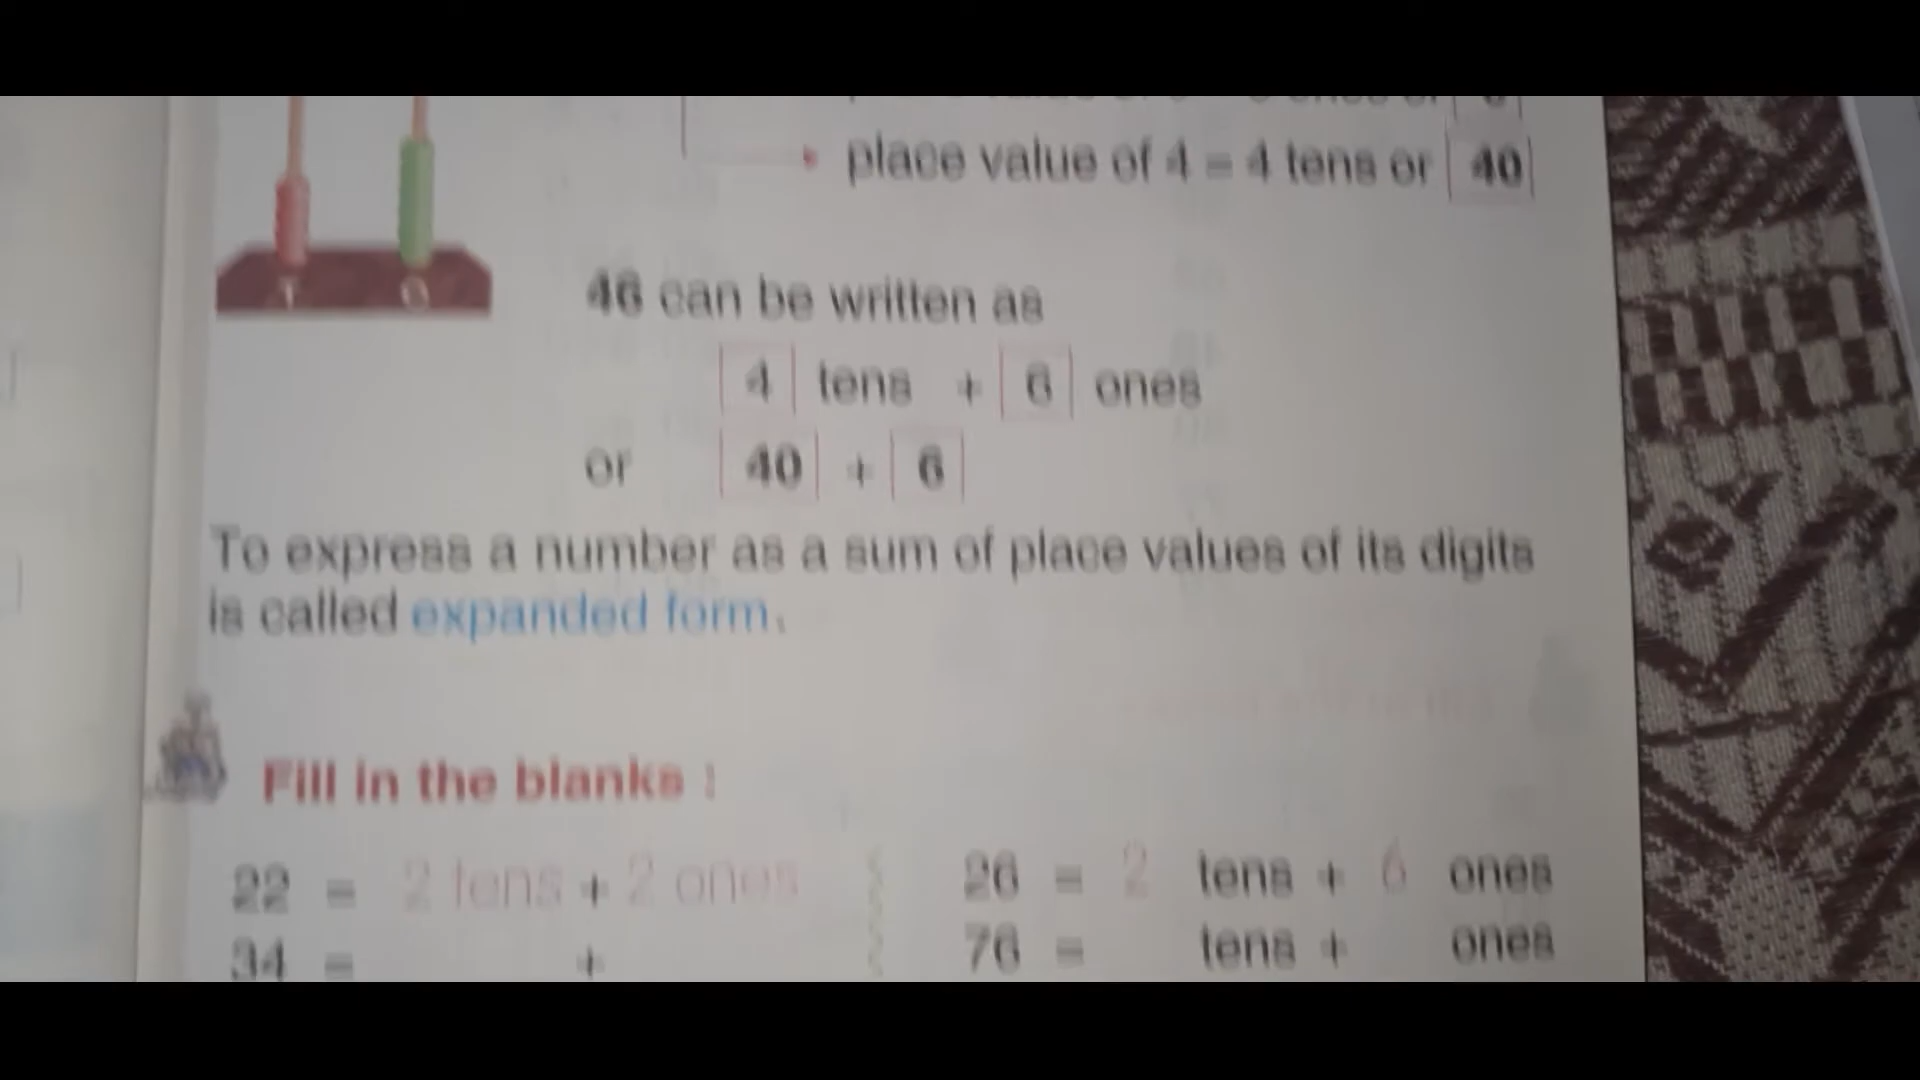 place value of 4 = 4 tens or 40
T O
46 can be written as
4 tens + 6 ones
or 40 + 6
To express a number as a sum of place values of its digits
is called expanded form.
Fill in the blanks :
22 = 2 tens + 2 ones
26 = 2 tens + 6 ones
34 = +
76 = tens + ones